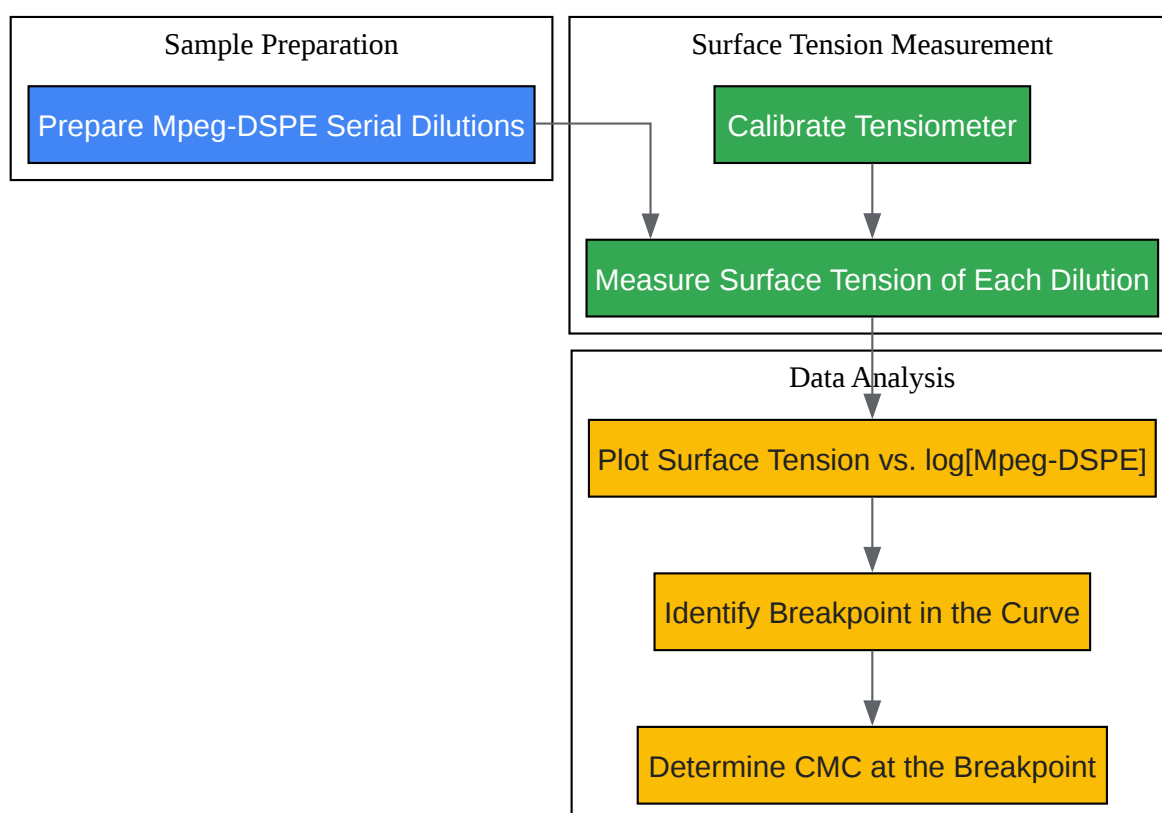 Sample Preparation
Prepare Mpeg-DSPE Serial Dilutions
Surface Tension Measurement
Calibrate Tensiometer
Measure Surface Tension of Each Dilution
Data Analysis
Plot Surface Tension vs. log[Mpeg-DSPE]
Identify Breakpoint in the Curve
Determine CMC at the Breakpoint